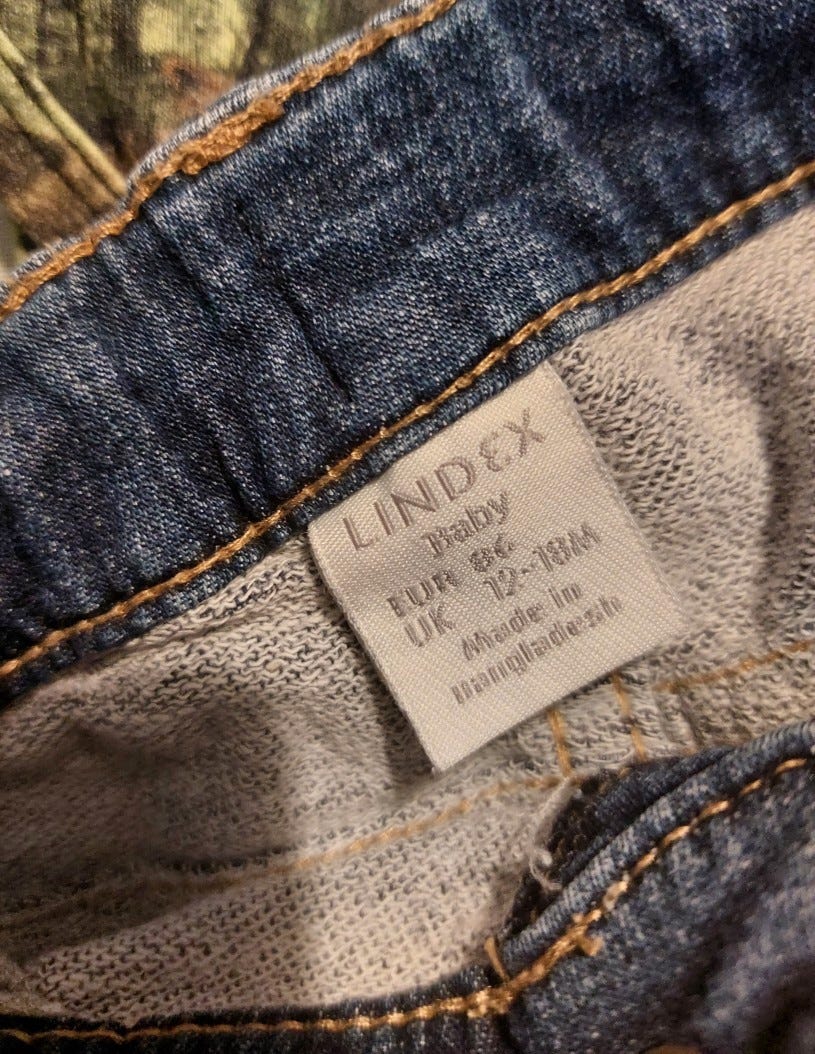 LINDEX
Baby
EUR 86
UK 12-18M
Made in
Bangladesh